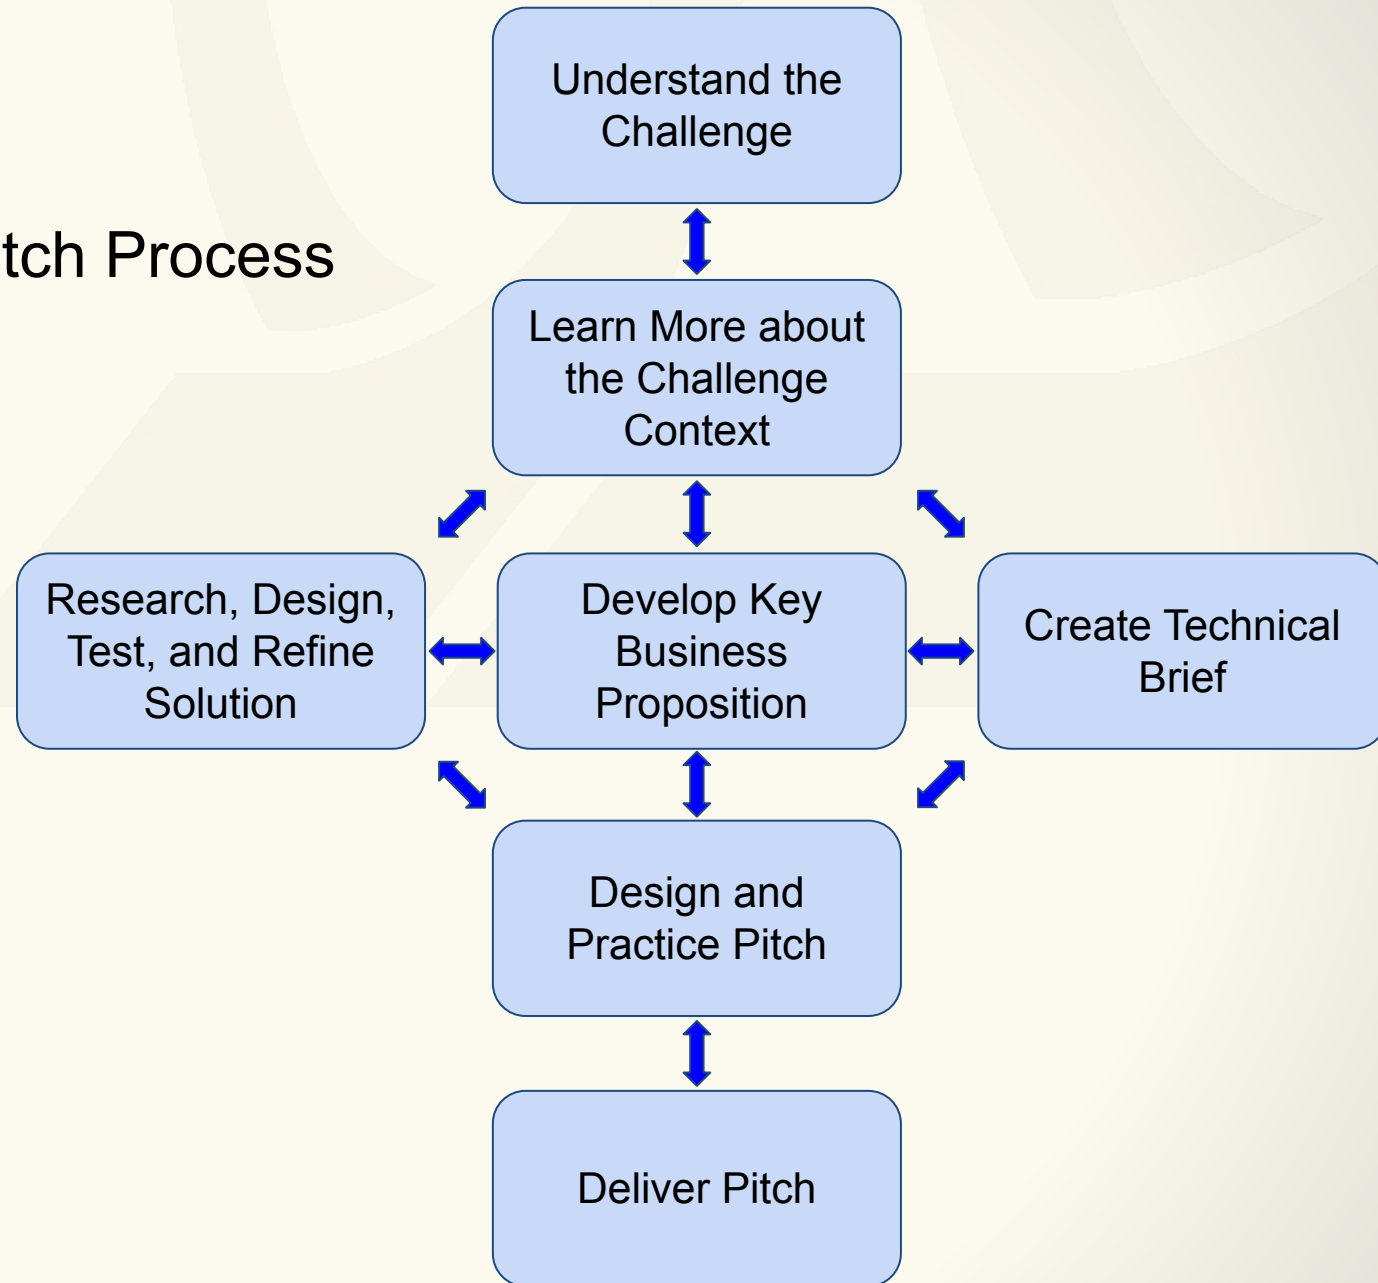 Understand the
Challenge
tch Process
Learn More about
the Challenge
Context
Research, Design,
Test, and Refine
Solution
Develop Key
Business
Proposition
Create Technical
Brief
Design and
Practice Pitch
Deliver Pitch